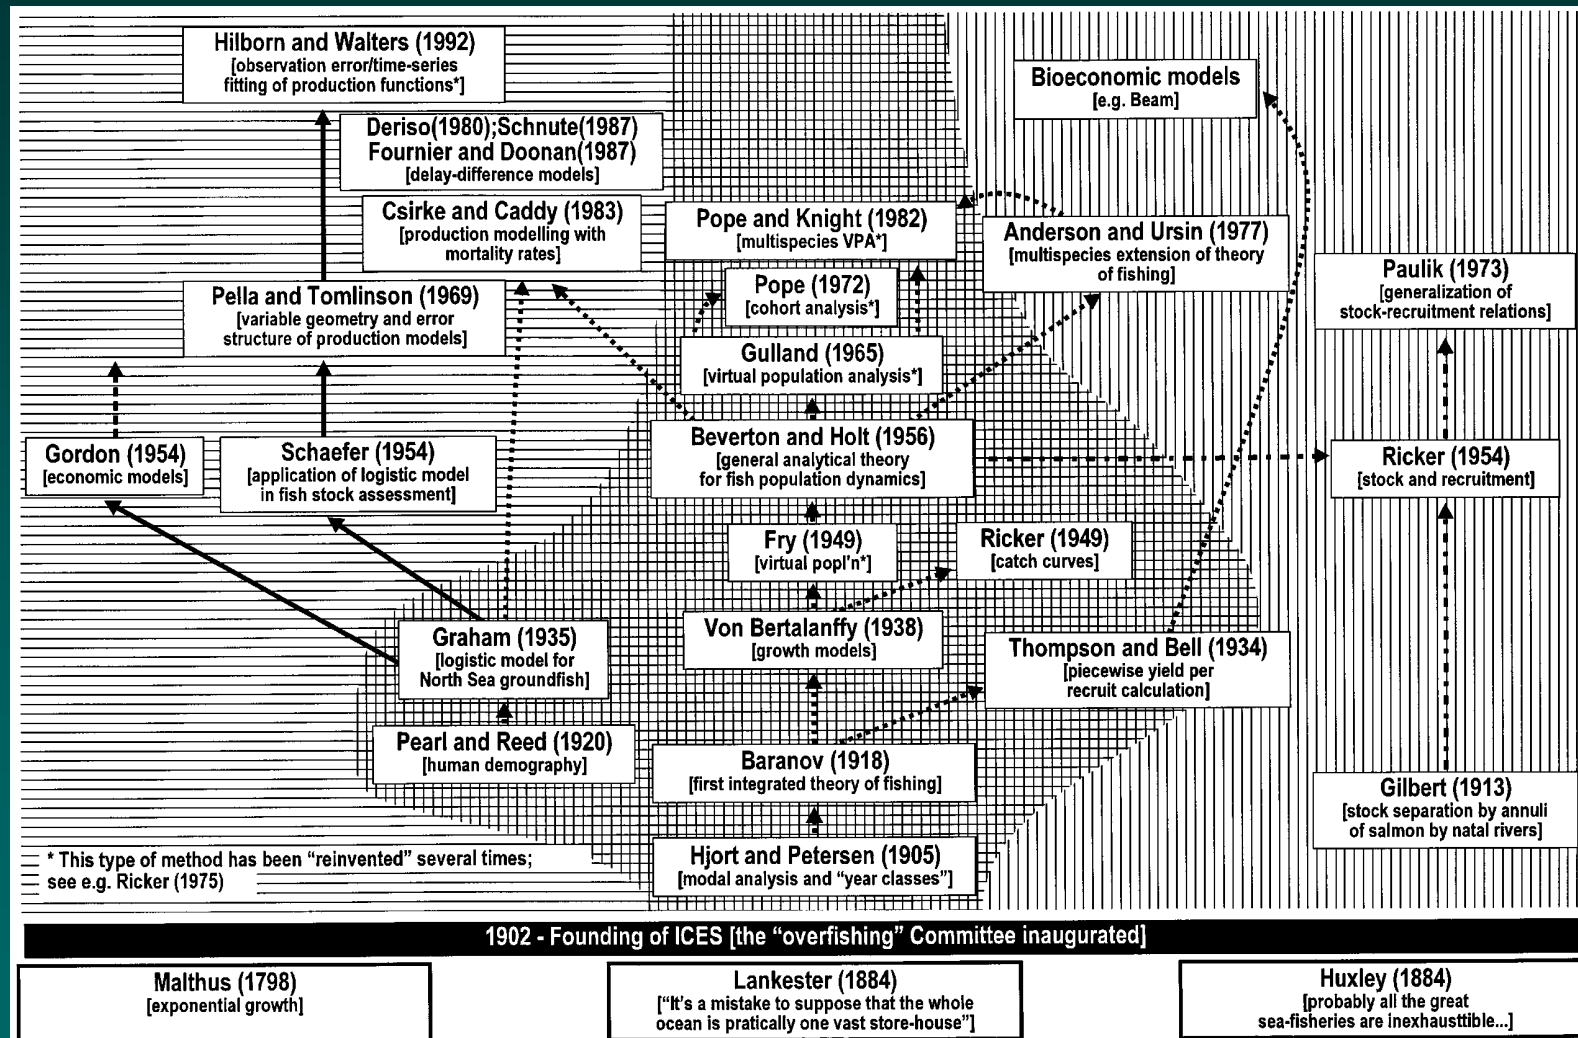 Hilborn and Walters (1992)
[observation error/time-series
fitting of production functions*]
Bioeconomic models
[e.g. Beam]
Deriso(1980);Schnute(1987)
Fournier and Doonan(1987)
[delay-difference models]
Csirke and Caddy (1983)
[production modelling with
mortality rates]
Pope and Knight (1982)
[multispecies VPA*]
Anderson and Ursin (1977)
[multispecies extension of theory
of fishing]
Paulik (1973)
[generalization of
stock-recruitment relations]
Pope (1972)
[cohort analysis*]
Pella and Tomlinson (1969)
[variable geometry and error
structure of production models]
Gulland (1965)
[virtual population analysis*]
Gordon (1954)
[economic models]
Schaefer (1954)
[application of logistic model
in fish stock assessment]
Beverton and Holt (1956)
[general analytical theory
for fish population dynamics]
Ricker (1954)
[stock and recruitment]
Fry (1949)
[virtual popl'n*]
Ricker (1949)
[catch curves]
Graham (1935)
[logistic model for
North Sea groundfish]
Von Bertalanffy (1938)
[growth models]
Thompson and Bell (1934)
[piecewise yield per
recruit calculation]
Pearl and Reed (1920)
[human demography]
Baranov (1918)
[first integrated theory of fishing]
Gilbert (1913)
[stock separation by annuli
of salmon by natal rivers]
Hjort and Petersen (1905)
[modal analysis and “year classes”]
* This type of method has been “reinvented” several times;
see e.g. Ricker (1975)
1902 - Founding of ICES [the “overfishing” Committee inaugurated]
Malthus (1798)
[exponential growth]
Lankester (1884)
[“It's a mistake to suppose that the whole
ocean is pratically one vast store-house”]
Huxley (1884)
[probably all the great
sea-fisheries are inexhausttible...]